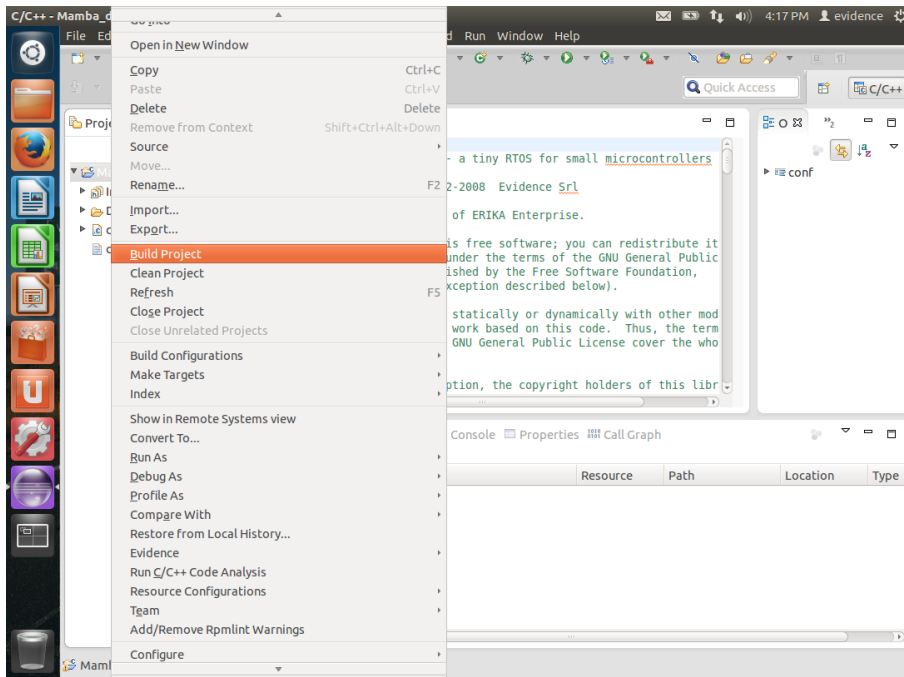 C/C++ - Mamba_d
4:17 PM evidence
File Ed
d Run Window Help
Quick Access
C/C++
Go Into
Open in New Window
Copy Ctrl+C
Paste Ctrl+V
Delete Delete
Remove from Context Shift+Ctrl+Alt+Down
Source
Move...
Rename... F2
Import...
Export...
Build Project
Clean Project
Refresh F5
Close Project
Close Unrelated Projects
Build Configurations
Make Targets
Index
Show in Remote Systems view
Convert To...
Run As
Debug As
Profile As
Compare With
Restore from Local History...
Evidence
Run C/C++ Code Analysis
Resource Configurations
Team
Add/Remove Rpmlint Warnings
Configure
Proje
Mamb
- a tiny RTOS for small microcontrollers
2-2008 Evidence Srl
of ERIKA Enterprise.
is free software; you can redistribute it
under the terms of the GNU General Public
ished by the Free Software Foundation,
xception described below).
statically or dynamically with other mod
work based on this code. Thus, the term
GNU General Public License cover the who
ption, the copyright holders of this libr
O
conf
Console Properties Call Graph
Resource Path Location Type